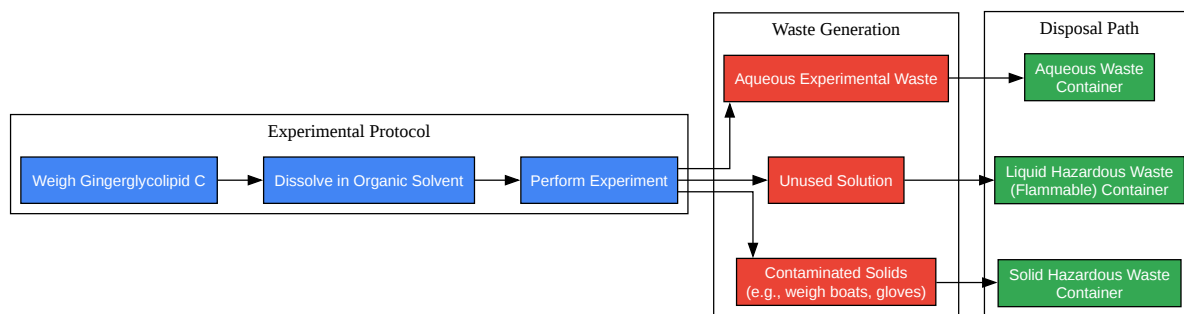 Waste Generation
Disposal Path
Aqueous Experimental Waste
Aqueous Waste
Container
Experimental Protocol
Weigh Gingerglycolipid C
Dissolve in Organic Solvent
Perform Experiment
Unused Solution
Liquid Hazardous Waste
(Flammable) Container
Contaminated Solids
(e.g., weigh boats, gloves)
Solid Hazardous Waste
Container